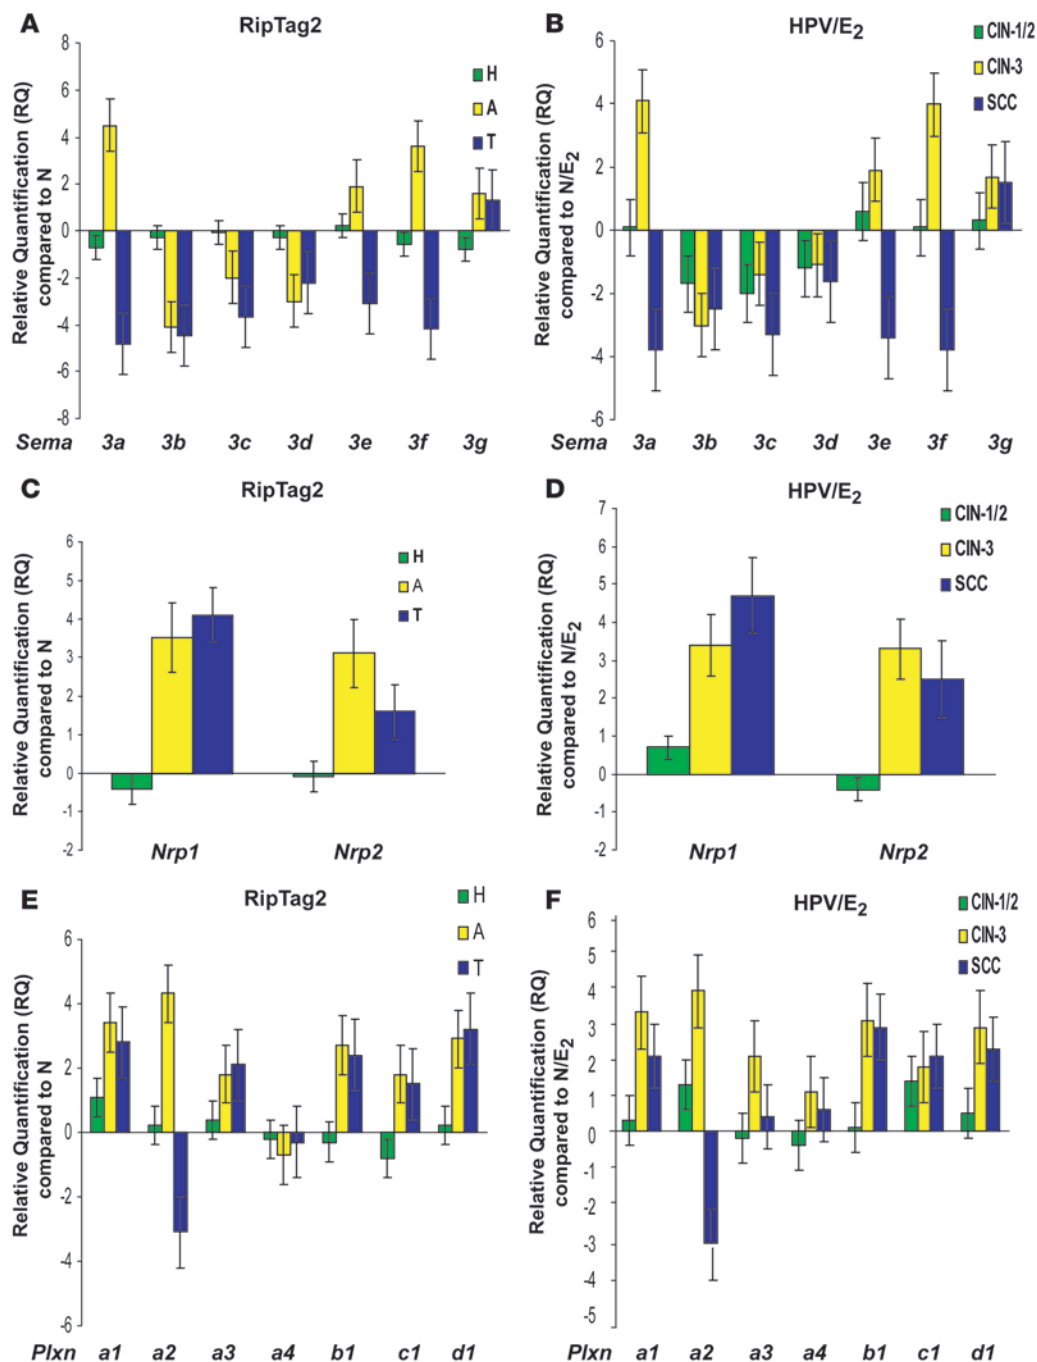 A
RipTag2
Relative Quantification (RQ)
compared to N
8
6
4
2
0
-2
-4
-6
-8
H
A
T
Sema 3a 3b 3c 3d 3e 3f 3g
B
HPV/E2
Relative Quantification (RQ)
compared to N/E2
6
4
2
0
-2
-4
-6
CIN-1/2
CIN-3
SCC
Sema 3a 3b 3c 3d 3e 3f 3g
C
RipTag2
Relative Quantification (RQ)
compared to N
6
5
4
3
2
1
0
-1
-2
H
A
T
Nrp1 Nrp2
D
HPV/E2
Relative Quantification (RQ)
compared to N/E2
7
6
5
4
3
2
1
0
-1
-2
CIN-1/2
CIN-3
SCC
Nrp1 Nrp2
E
RipTag2
Relative Quantification (RQ)
compared to N
6
4
2
0
-2
-4
-6
H
A
T
Plxn a1 a2 a3 a4 b1 c1 d1
F
HPV/E2
Relative Quantification (RQ)
compared to N/E2
6
5
4
3
2
1
0
-1
-2
-3
-4
-5
CIN-1/2
CIN-3
SCC
Plxn a1 a2 a3 a4 b1 c1 d1